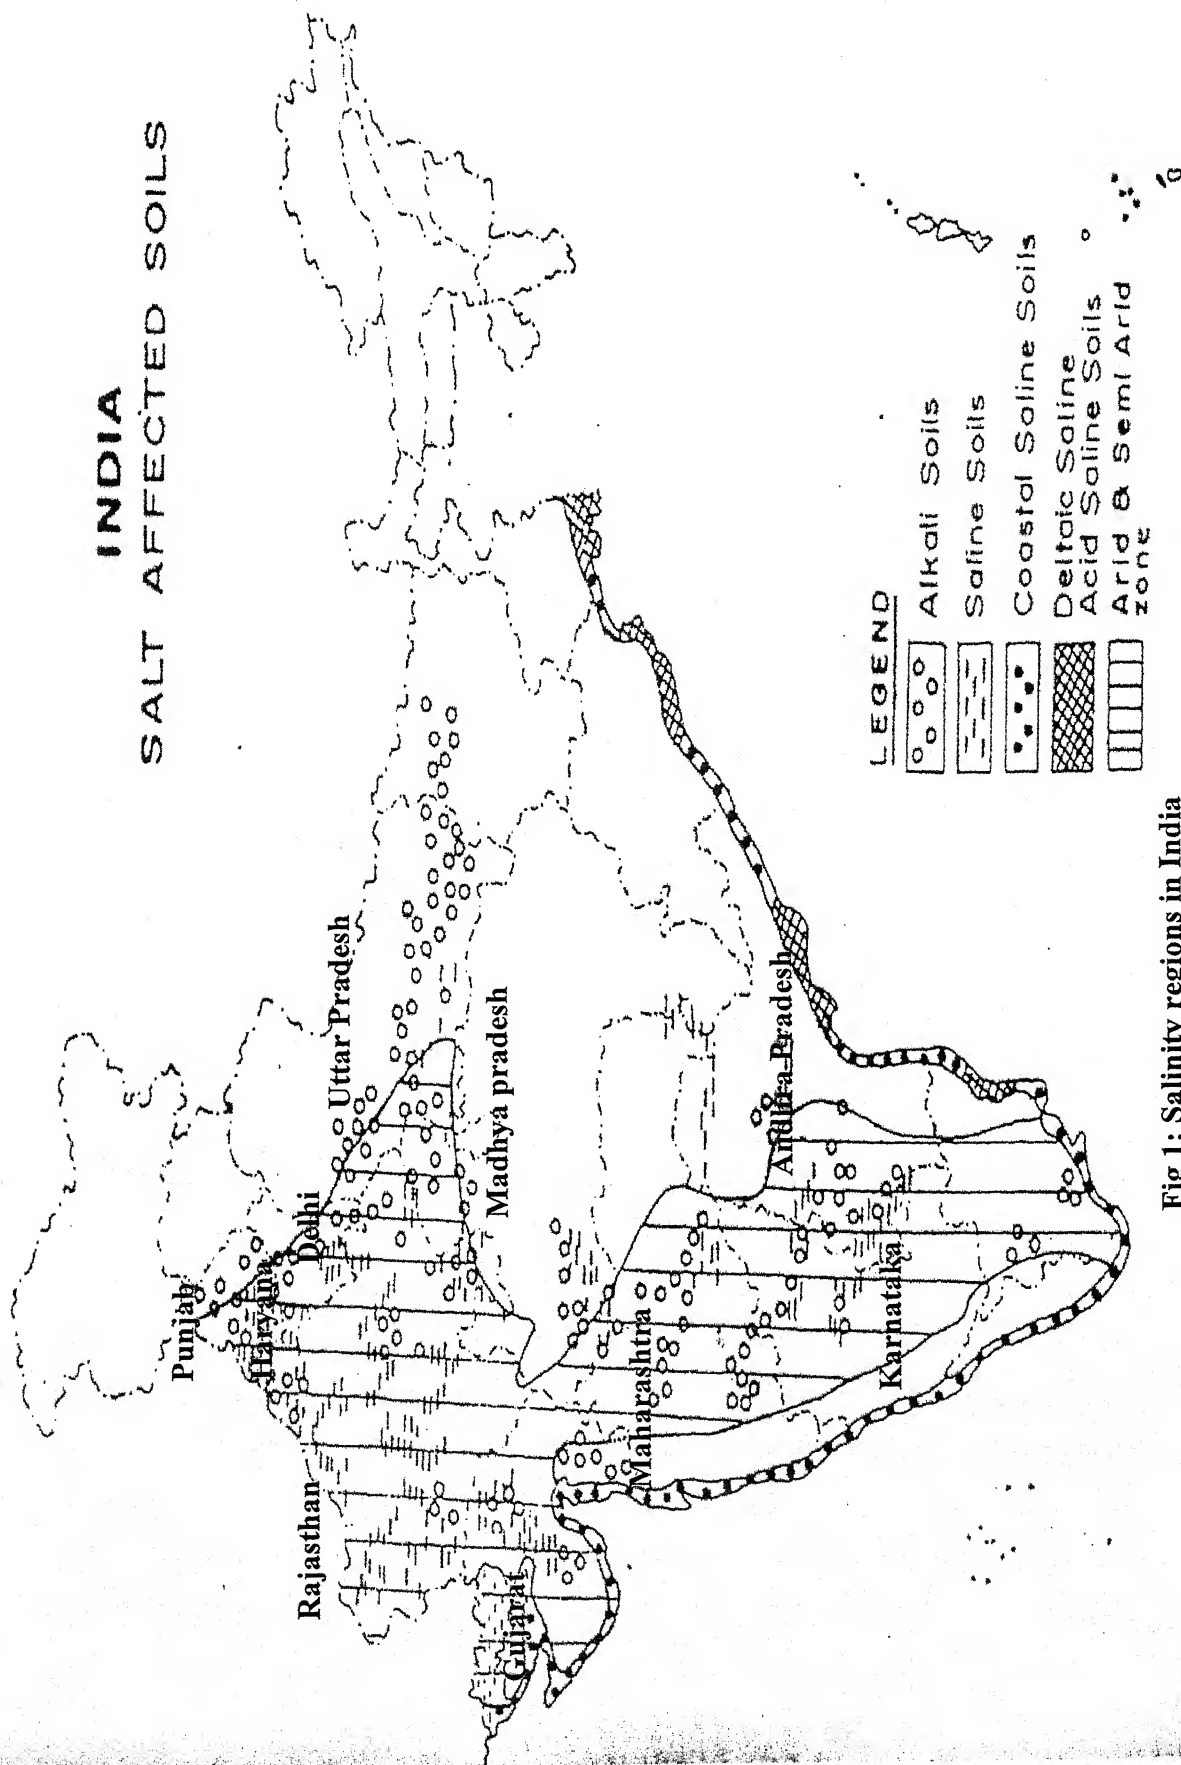 INDIA
SALT AFFECTED SOILS
Punjab
Haryana
Delhi
Uttar Pradesh
Rajasthan
Madhya pradesh
Gujarat
Maharashtra
Andhra Pradesh
Karnataka
LEGEND
Alkali Soils
Saline Soils
Coastal Saline Soils
Deltaic Saline
Acid Saline Soils
Arid & Semi Arid
zone
Fig 1: Salinity regions in India